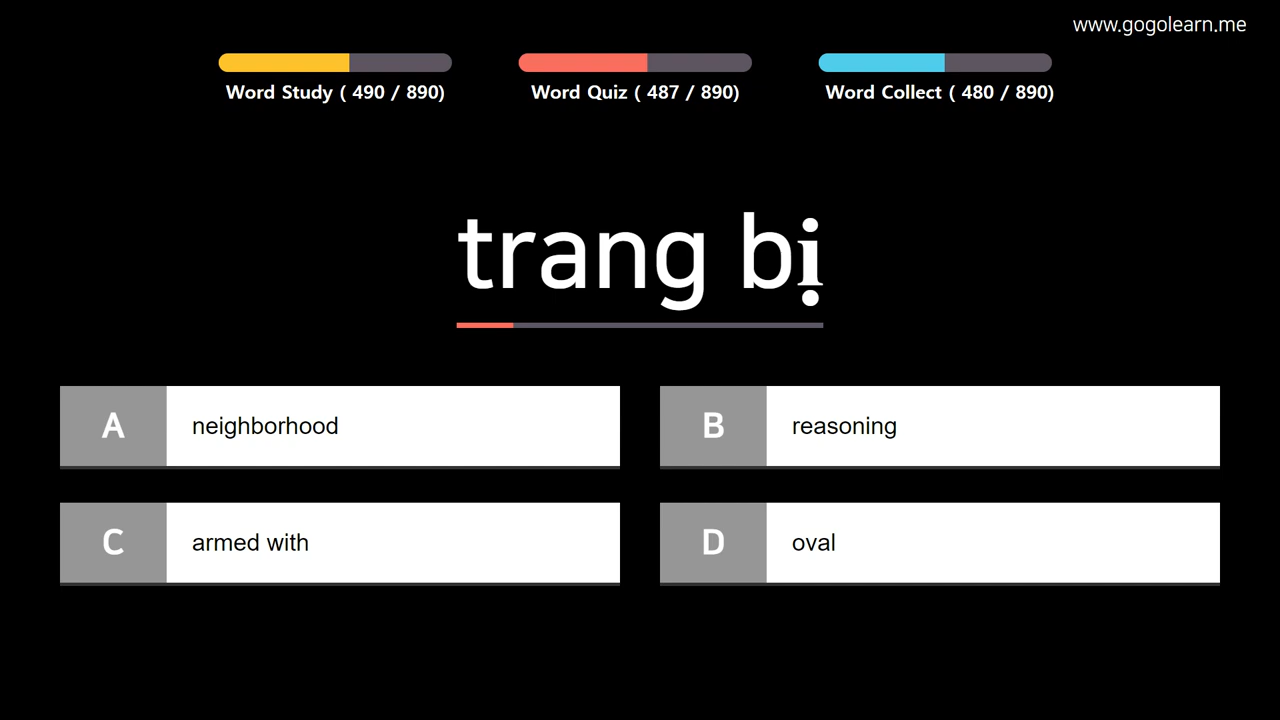 www.gogolearn.me
Word Study ( 490 / 890)
Word Quiz ( 487 / 890)
Word Collect ( 480 / 890)
trang bị
A neighborhood
B reasoning
C armed with
D oval